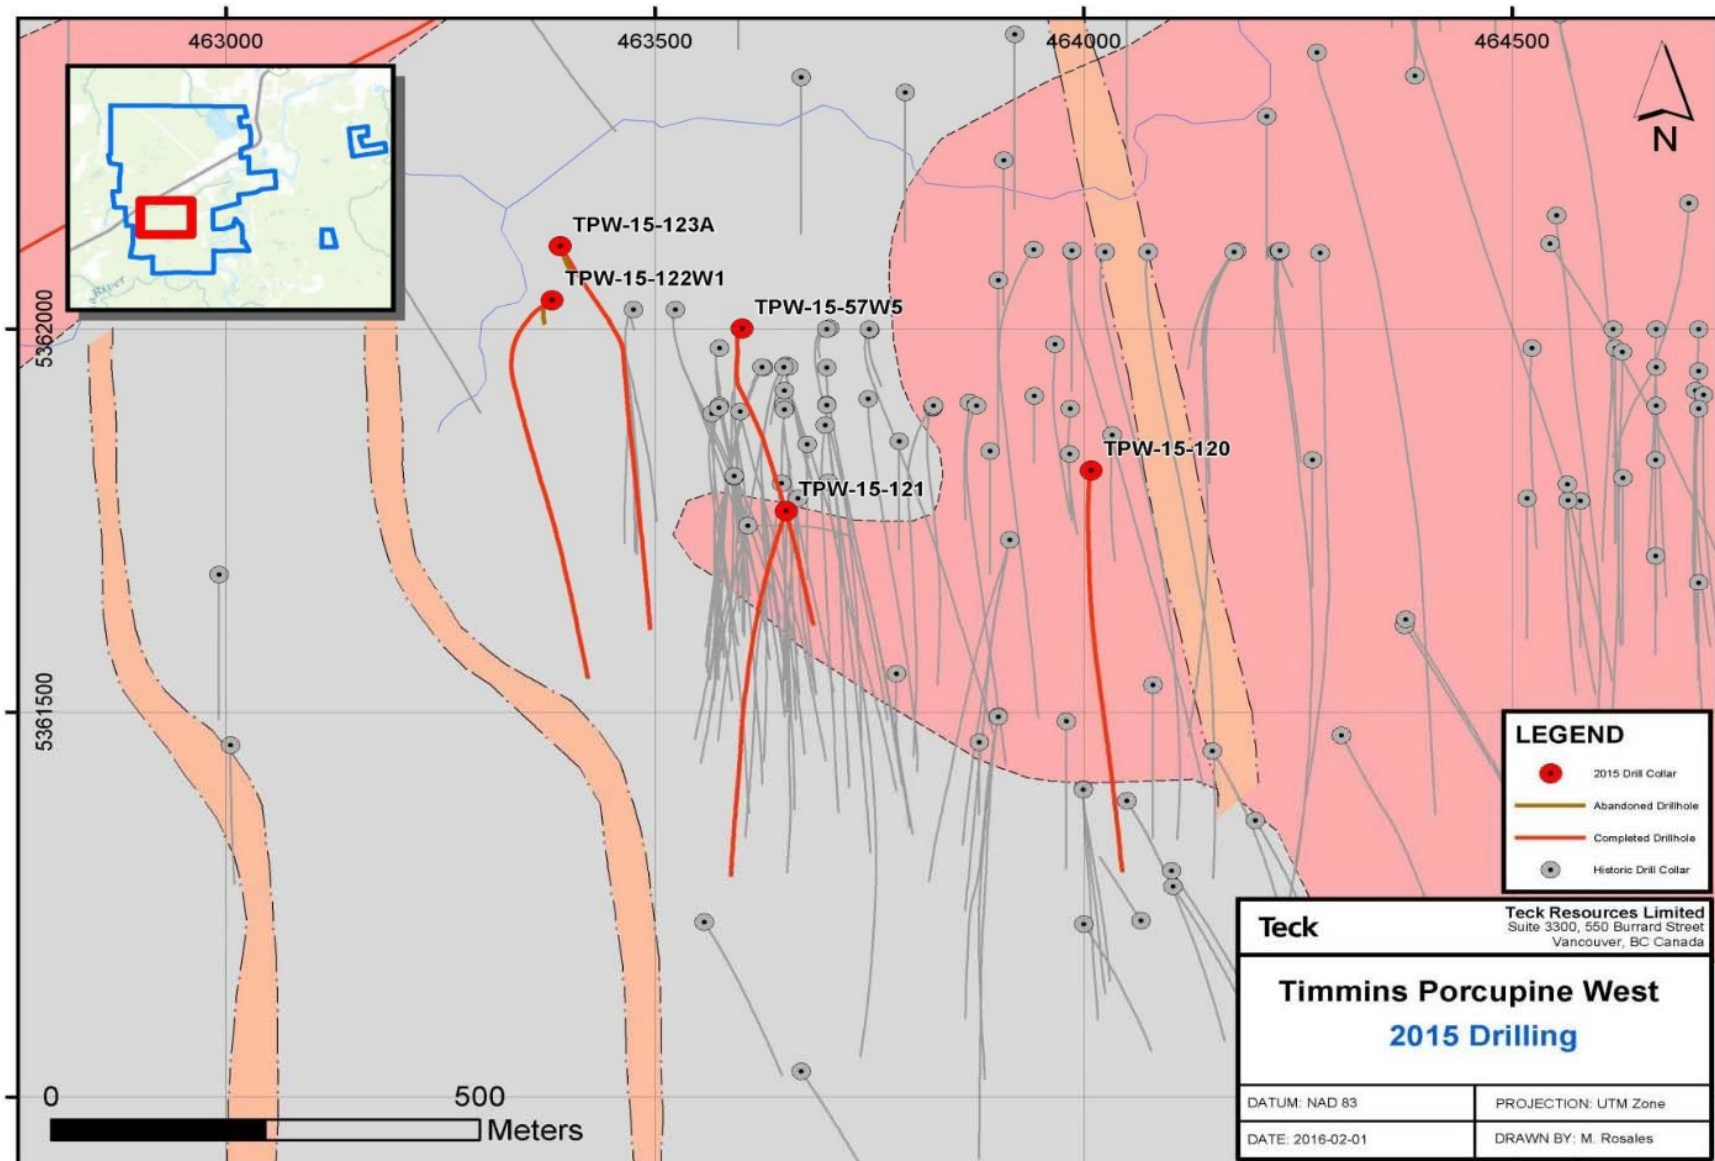 463000
463500
464000
464500
N
River
TPW-15-123A
TPW-15-122W1
TPW-15-57W5
5362000
TPW-15-120
TPW-15-121
5361500
LEGEND
2015 Drill Collar
Abandoned Drillhole
Completed Drillhole
Historic Drill Collar
Teck
Teck Resources Limited
Suite 3300, 550 Burrard Street
Vancouver, BC Canada
Timmins Porcupine West
2015 Drilling
DATUM: NAD 83
PROJECTION: UTM Zone
DATE: 2016-02-01
DRAWN BY: M. Rosales
0
500
Meters